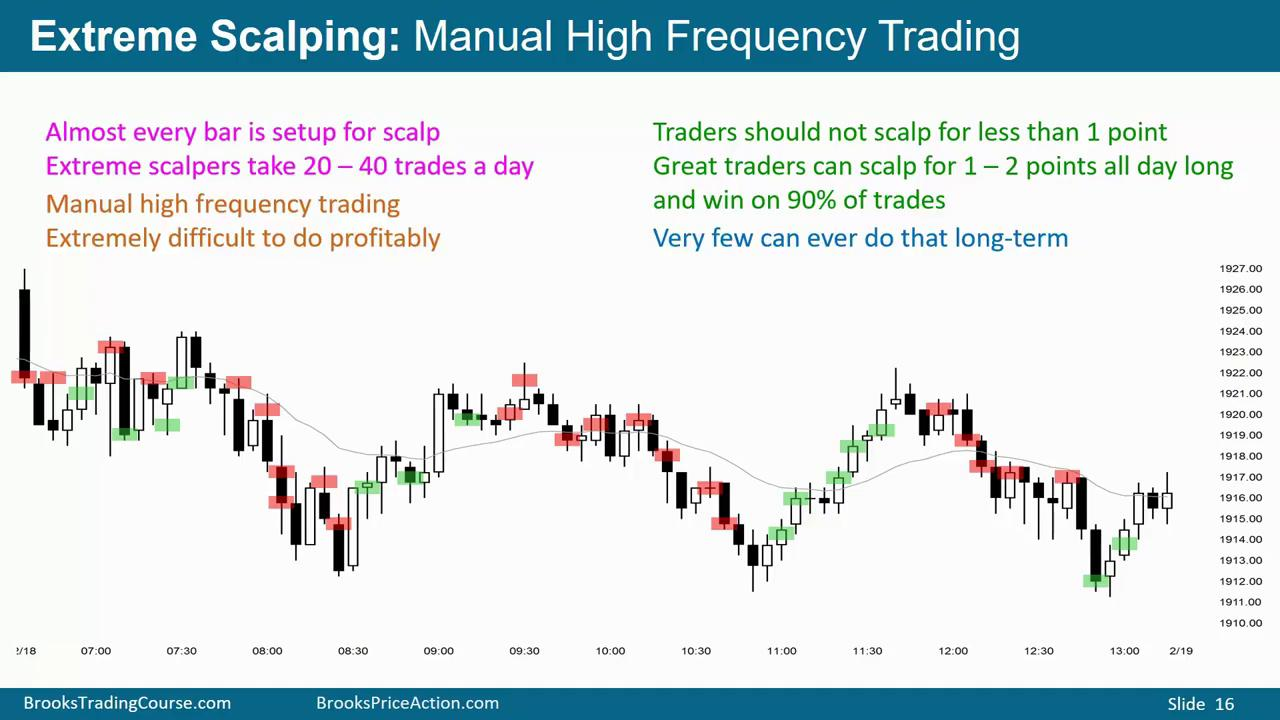 Extreme Scalping: Manual High Frequency Trading
Almost every bar is setup for scalp
Extreme scalpers take 20 – 40 trades a day
Manual high frequency trading
Extremely difficult to do profitably
Traders should not scalp for less than 1 point
Great traders can scalp for 1 – 2 points all day long
and win on 90% of trades
Very few can ever do that long-term
1927.00
1926.00
1925.00
1924.00
1923.00
1922.00
1921.00
1920.00
1919.00
1918.00
1917.00
1916.00
1915.00
1914.00
1913.00
1912.00
1911.00
1910.00
2/18 07:00 07:30 08:00 08:30 09:00 09:30 10:00 10:30 11:00 11:30 12:00 12:30 13:00 2/19
BrooksTradingCourse.com BrooksPriceAction.com Slide 16